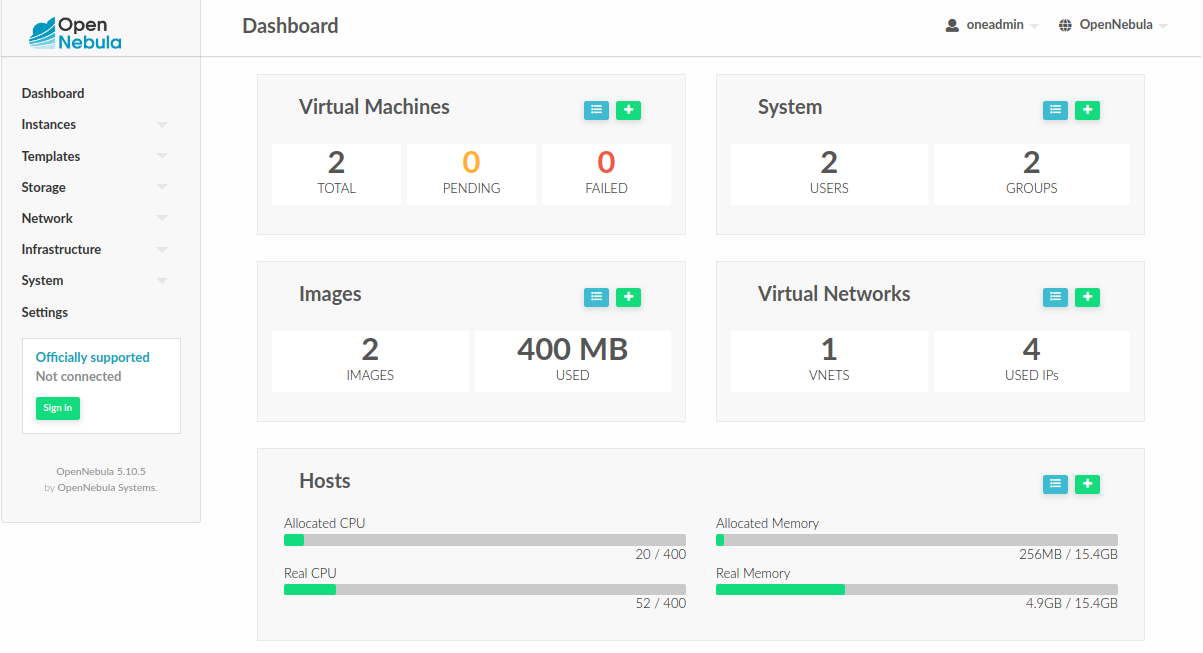 Open
Nebula
Dashboard
oneadmin
OpenNebula
Dashboard
Instances
Templates
Storage
Network
Infrastructure
System
Settings
Officially supported
Not connected
Sign in
OpenNebula 5.10.5
by OpenNebula Systems.
Virtual Machines
2
TOTAL
0
PENDING
0
FAILED
System
2
USERS
2
GROUPS
Images
2
IMAGES
400 MB
USED
Virtual Networks
1
VNETS
4
USED IPs
Hosts
Allocated CPU
20 / 400
Real CPU
52 / 400
Allocated Memory
256MB / 15.4GB
Real Memory
4.9GB / 15.4GB